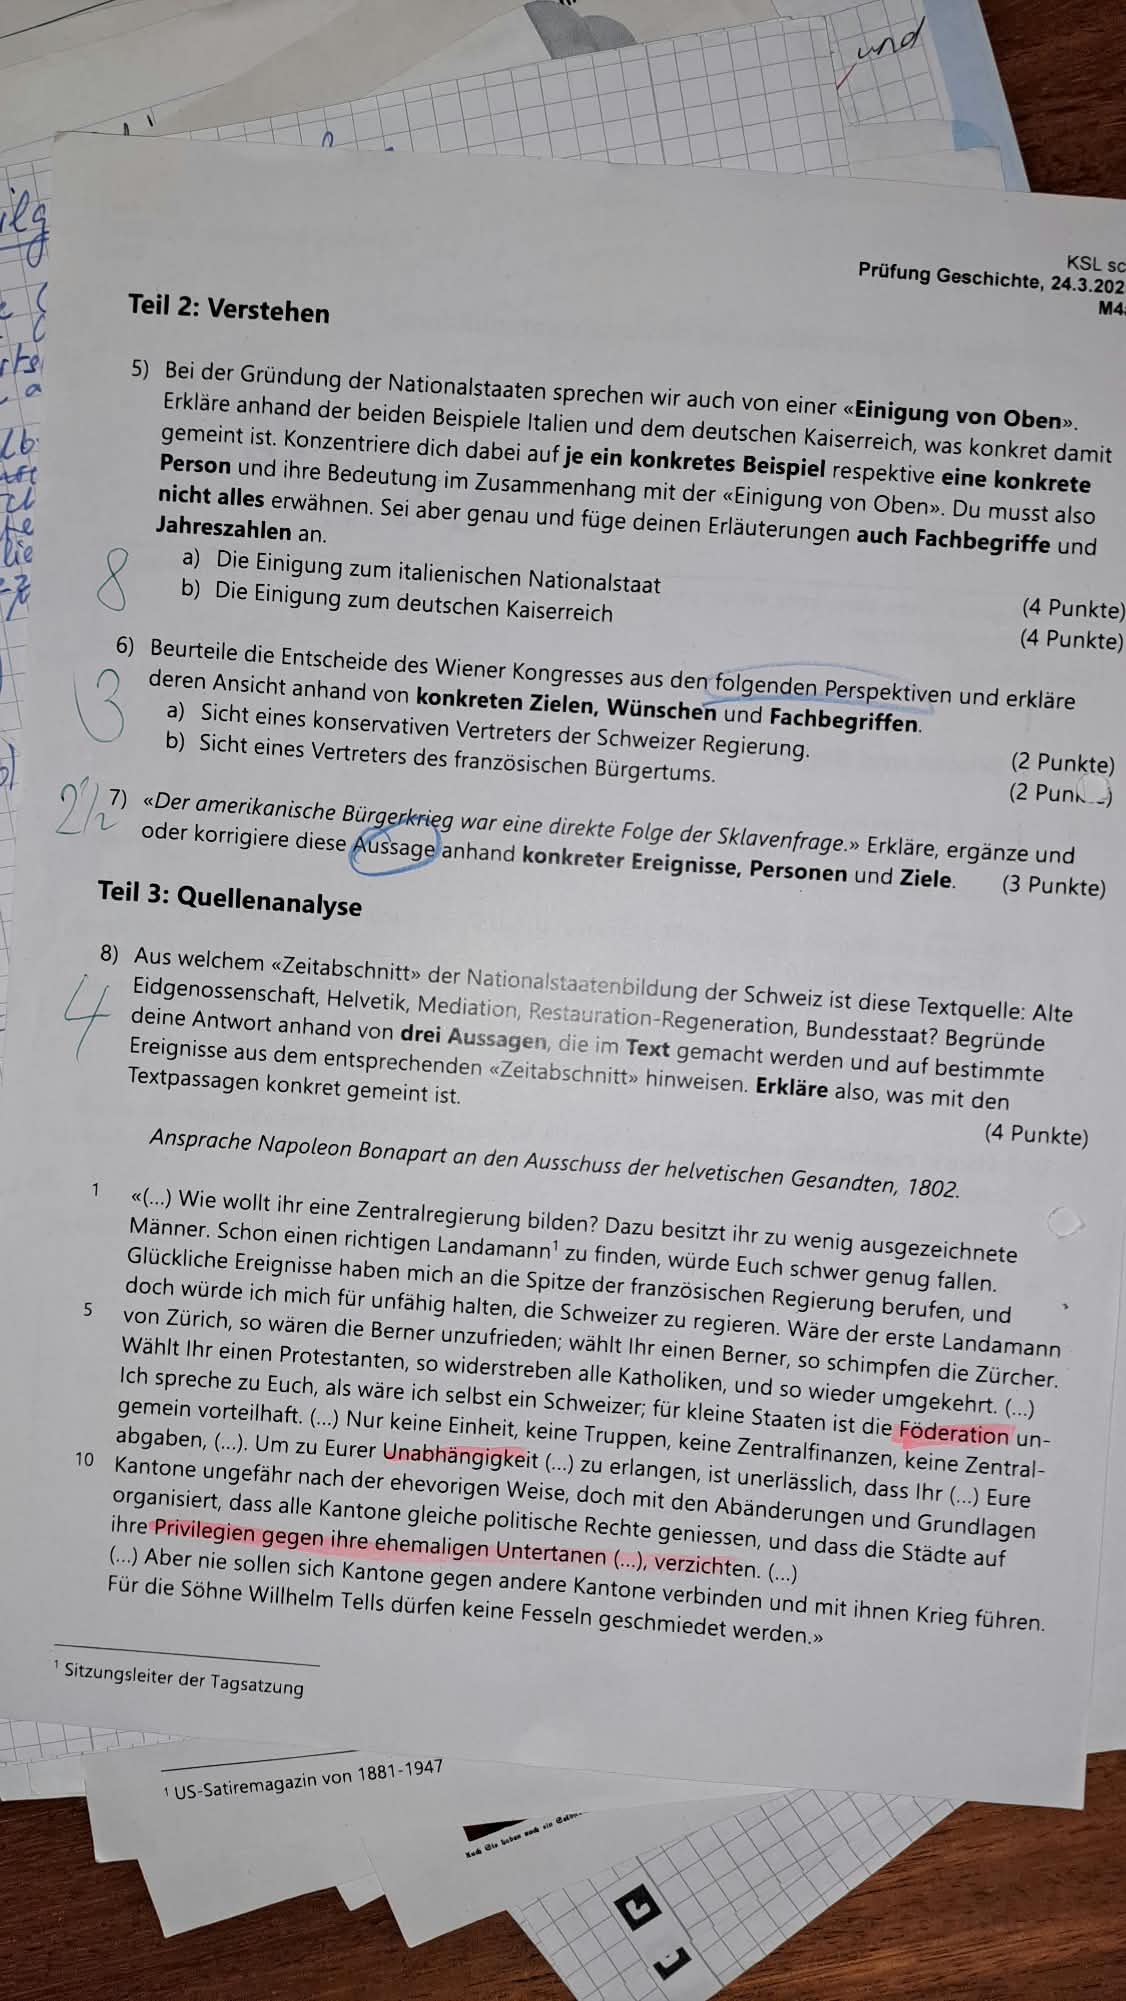 und
ilg
KSL
Prüfung Geschichte, 24.3.202
Teil 2: Verstehen
5) Bei der Gründung der Nationalstaaten sprechen wir auch von einer «Einigung von Oben».
Erkläre anhand der beiden Beispiele Italien und dem deutschen Kaiserreich, was konkret damit
gemeint ist. Konzentriere dich dabei auf je ein konkretes Beispiel respektive eine konkrete
Person und ihre Bedeutung im Zusammenhang mit der «Einigung von Oben». Du musst also
nicht alles erwähnen. Sei aber genau und füge deinen Erläuterungen auch Fachbegriffe und
Jahreszahlen an.
8
a) Die Einigung zum italienischen Nationalstaat (4 Punkte)
b) Die Einigung zum deutschen Kaiserreich (4 Punkte)
6) Beurteile die Entscheide des Wiener Kongresses aus den folgenden Perspektiven und erkläre
deren Ansicht anhand von konkreten Zielen, Wünschen und Fachbegriffen.
3
a) Sicht eines konservativen Vertreters der Schweizer Regierung. (2 Punkte)
b) Sicht eines Vertreters des französischen Bürgertums. (2 Punkte)
2 1/2
7) «Der amerikanische Bürgerkrieg war eine direkte Folge der Sklavenfrage.» Erkläre, ergänze und
oder korrigiere diese Aussage anhand konkreter Ereignisse, Personen und Ziele. (3 Punkte)
Teil 3: Quellenanalyse
8) Aus welchem «Zeitabschnitt» der Nationalstaatenbildung der Schweiz ist diese Textquelle: Alte
Eidgenossenschaft, Helvetik, Mediation, Restauration-Regeneration, Bundesstaat? Begründe
4
deine Antwort anhand von drei Aussagen, die im Text gemacht werden und auf bestimmte
Ereignisse aus dem entsprechenden «Zeitabschnitt» hinweisen. Erkläre also, was mit den
Textpassagen konkret gemeint ist.
(4 Punkte)
Ansprache Napoleon Bonapart an den Ausschuss der helvetischen Gesandten, 1802.
1 «(...) Wie wollt ihr eine Zentralregierung bilden? Dazu besitzt ihr zu wenig ausgezeichnete
Männer. Schon einen richtigen Landamann1 zu finden, würde Euch schwer genug fallen.
Glückliche Ereignisse haben mich an die Spitze der französischen Regierung berufen, und
doch würde ich mich für unfähig halten, die Schweizer zu regieren. Wäre der erste Landamann
5 von Zürich, so wären die Berner unzufrieden; wählt Ihr einen Berner, so schimpfen die Zürcher.
Wählt Ihr einen Protestanten, so widerstreben alle Katholiken, und so wieder umgekehrt. (...)
Ich spreche zu Euch, als wäre ich selbst ein Schweizer; für kleine Staaten ist die Föderation un-
gemein vorteilhaft. (...) Nur keine Einheit, keine Truppen, keine Zentralfinanzen, keine Zentral-
abgaben, (...). Um zu Eurer Unabhängigkeit (...) zu erlangen, ist unerlässlich, dass Ihr (...) Eure
10 Kantone ungefähr nach der ehevorigen Weise, doch mit den Abänderungen und Grundlagen
organisiert, dass alle Kantone gleiche politische Rechte geniessen, und dass die Städte auf
ihre Privilegien gegen ihre ehemaligen Untertanen (...), verzichten. (...)
(...) Aber nie sollen sich Kantone gegen andere Kantone verbinden und mit ihnen Krieg führen.
Für die Söhne Willhelm Tells dürfen keine Fesseln geschmiedet werden.»
1 Sitzungsleiter der Tagsatzung
1 US-Satiremagazin von 1881-1947